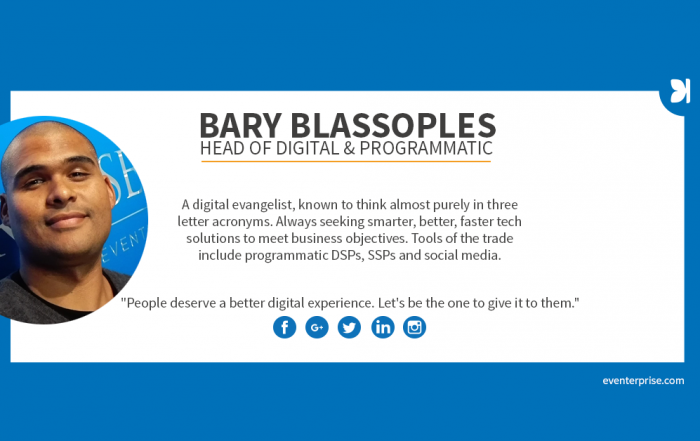 BARY BLASSOPLES
HEAD OF DIGITAL & PROGRAMMATIC
A digital evangelist, known to think almost purely in three
letter acronyms. Always seeking smarter, better, faster tech
solutions to meet business objectives. Tools of the trade
include programmatic DSPs, SSPs and social media.
"People deserve a better digital experience. Let's be the one to give it to them."
eventerprise.com